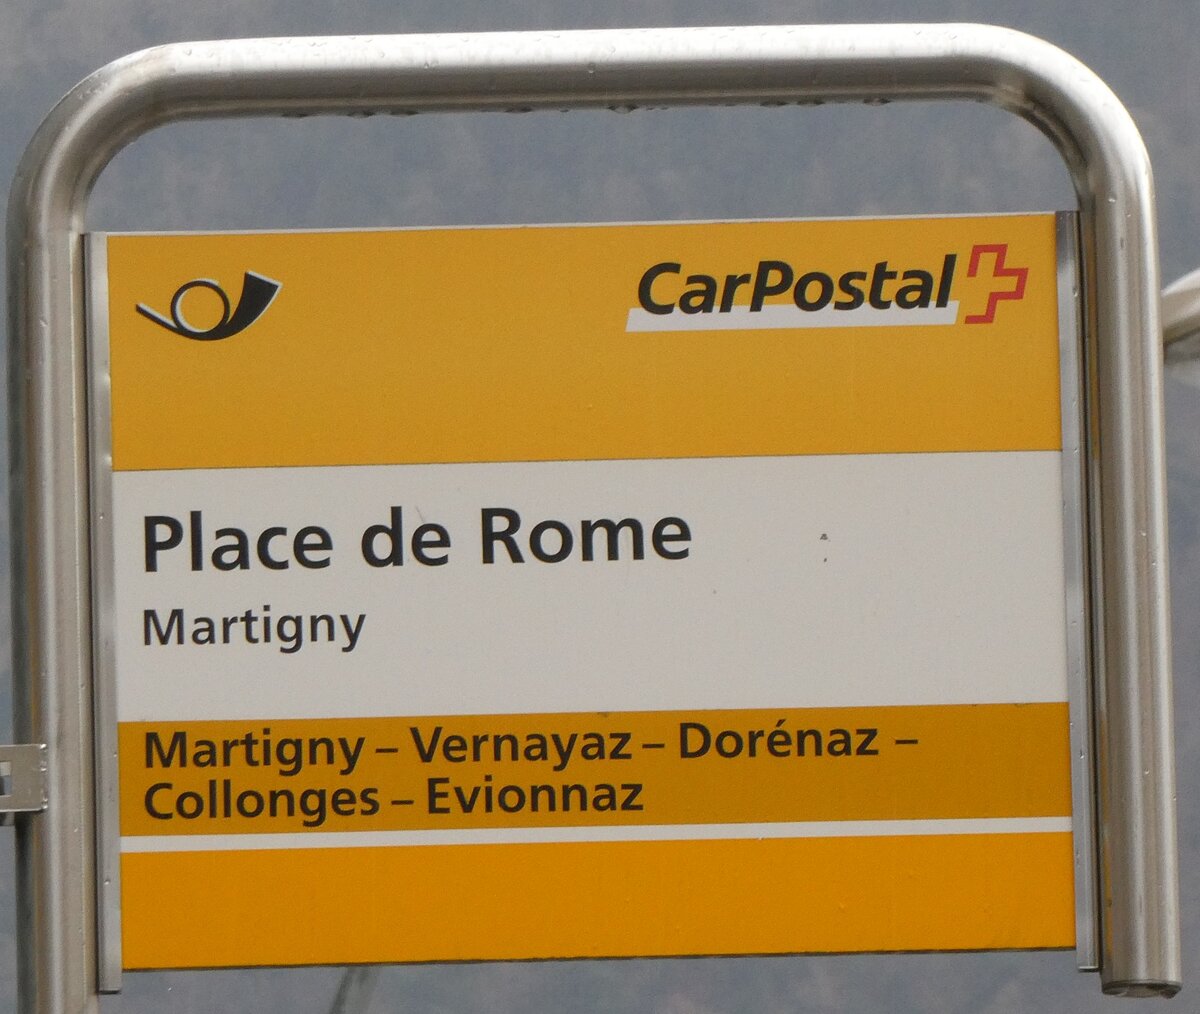 CarPostal
Place de Rome
Martigny
Martigny – Vernayaz – Dorénaz –
Collonges – Evionnaz